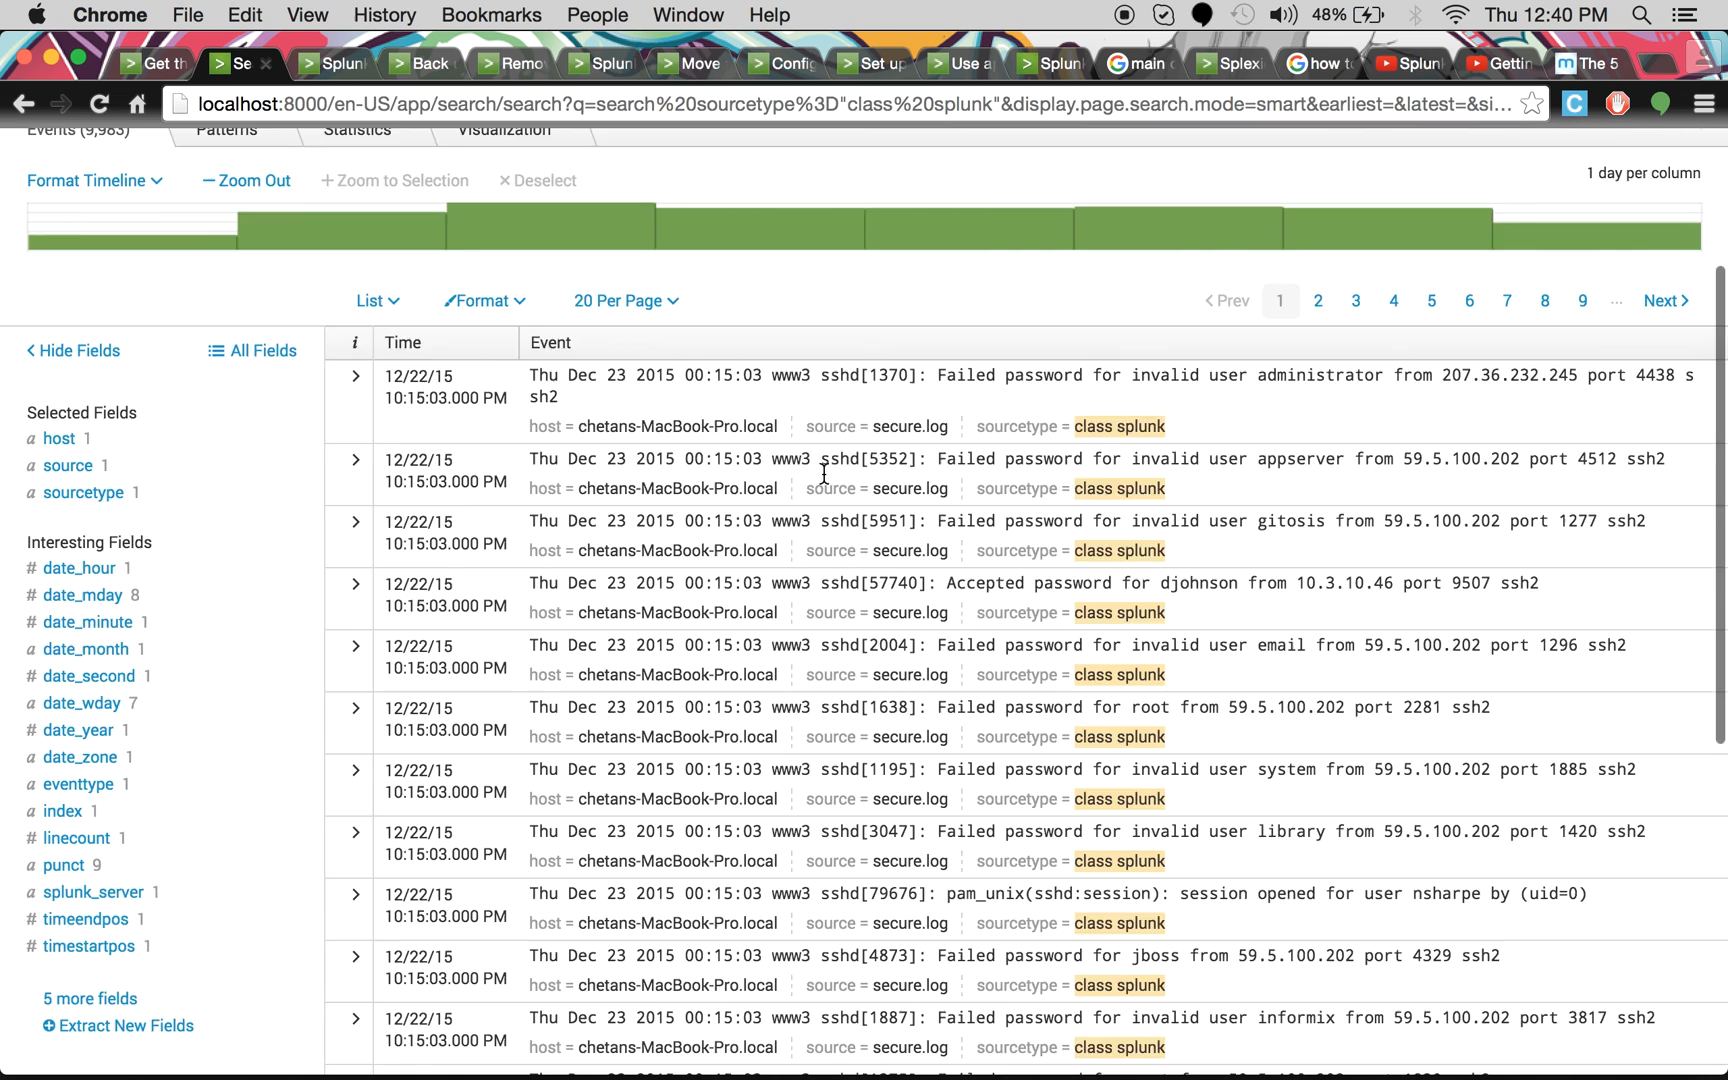 Chrome File Edit View History Bookmarks People Window Help 48% Thu 12:40 PM
Get th Se Splun Back Remo Splun Move Config Set up Use a Splun main Splexi how t Splun Gettin The 5
localhost:8000/en-US/app/search/search?q=search%20sourcetype%3D"class%20splunk"&display.page.search.mode=smart&earliest=&latest=&si...
Events (9,983) Patterns Statistics Visualization
Format Timeline — Zoom Out + Zoom to Selection × Deselect 1 day per column
List Format 20 Per Page < Prev 1 2 3 4 5 6 7 8 9 ... Next >
< Hide Fields All Fields
Selected Fields
a host 1
a source 1
a sourcetype 1
Interesting Fields
# date_hour 1
# date_mday 8
# date_minute 1
a date_month 1
# date_second 1
a date_wday 7
# date_year 1
a date_zone 1
a eventtype 1
a index 1
# linecount 1
a punct 9
a splunk_server 1
# timeendpos 1
# timestartpos 1
5 more fields
Extract New Fields
i Time Event
12/22/15 Thu Dec 23 2015 00:15:03 www3 sshd[1370]: Failed password for invalid user administrator from 207.36.232.245 port 4438 s
10:15:03.000 PM sh2
host = chetans-MacBook-Pro.local source = secure.log sourcetype = class splunk
12/22/15 Thu Dec 23 2015 00:15:03 www3 sshd[5352]: Failed password for invalid user appserver from 59.5.100.202 port 4512 ssh2
10:15:03.000 PM host = chetans-MacBook-Pro.local source = secure.log sourcetype = class splunk
12/22/15 Thu Dec 23 2015 00:15:03 www3 sshd[5951]: Failed password for invalid user gitosis from 59.5.100.202 port 1277 ssh2
10:15:03.000 PM host = chetans-MacBook-Pro.local source = secure.log sourcetype = class splunk
12/22/15 Thu Dec 23 2015 00:15:03 www3 sshd[57740]: Accepted password for djohnson from 10.3.10.46 port 9507 ssh2
10:15:03.000 PM host = chetans-MacBook-Pro.local source = secure.log sourcetype = class splunk
12/22/15 Thu Dec 23 2015 00:15:03 www3 sshd[2004]: Failed password for invalid user email from 59.5.100.202 port 1296 ssh2
10:15:03.000 PM host = chetans-MacBook-Pro.local source = secure.log sourcetype = class splunk
12/22/15 Thu Dec 23 2015 00:15:03 www3 sshd[1638]: Failed password for root from 59.5.100.202 port 2281 ssh2
10:15:03.000 PM host = chetans-MacBook-Pro.local source = secure.log sourcetype = class splunk
12/22/15 Thu Dec 23 2015 00:15:03 www3 sshd[1195]: Failed password for invalid user system from 59.5.100.202 port 1885 ssh2
10:15:03.000 PM host = chetans-MacBook-Pro.local source = secure.log sourcetype = class splunk
12/22/15 Thu Dec 23 2015 00:15:03 www3 sshd[3047]: Failed password for invalid user library from 59.5.100.202 port 1420 ssh2
10:15:03.000 PM host = chetans-MacBook-Pro.local source = secure.log sourcetype = class splunk
12/22/15 Thu Dec 23 2015 00:15:03 www3 sshd[79676]: pam_unix(sshd:session): session opened for user nsharpe by (uid=0)
10:15:03.000 PM host = chetans-MacBook-Pro.local source = secure.log sourcetype = class splunk
12/22/15 Thu Dec 23 2015 00:15:03 www3 sshd[4873]: Failed password for jboss from 59.5.100.202 port 4329 ssh2
10:15:03.000 PM host = chetans-MacBook-Pro.local source = secure.log sourcetype = class splunk
12/22/15 Thu Dec 23 2015 00:15:03 www3 sshd[1887]: Failed password for invalid user informix from 59.5.100.202 port 3817 ssh2
10:15:03.000 PM host = chetans-MacBook-Pro.local source = secure.log sourcetype = class splunk